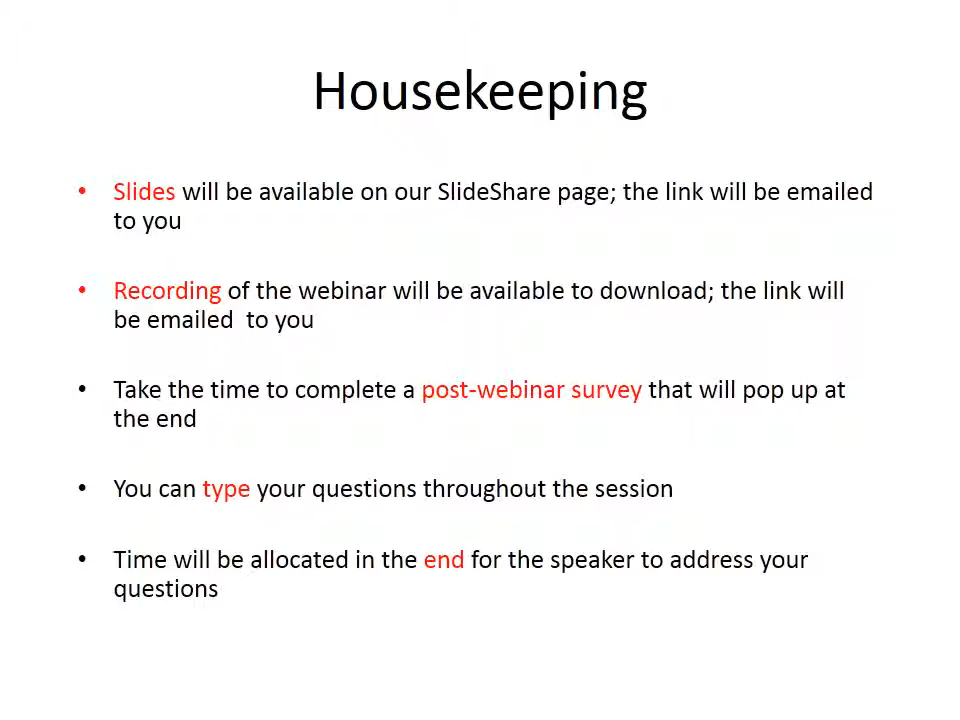 Housekeeping
• Slides will be available on our SlideShare page; the link will be emailed
to you
• Recording of the webinar will be available to download; the link will
be emailed  to you
• Take the time to complete a post-webinar survey that will pop up at
the end
• You can type your questions throughout the session
• Time will be allocated in the end for the speaker to address your
questions